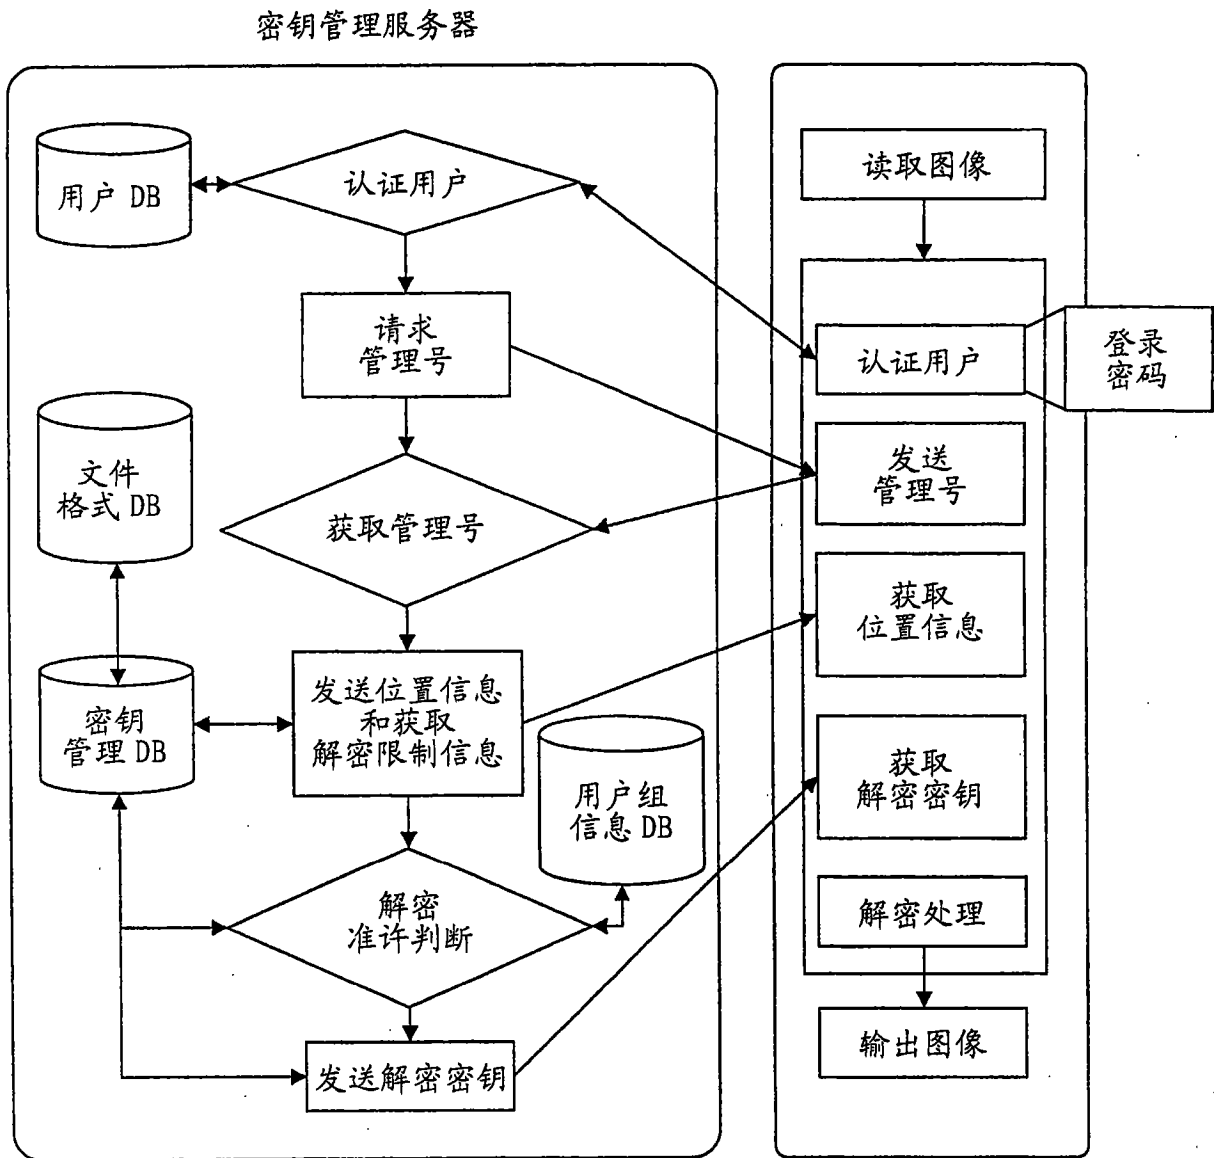 密钥管理服务器
用户 DB
认证用户
请求
管理号
文件
格式 DB
获取管理号
密钥
管理 DB
发送位置信息
和获取
解密限制信息
用户组
信息 DB
解密
准许判断
发送解密密钥
读取图像
认证用户
登录
密码
发送
管理号
获取
位置信息
获取
解密密钥
解密处理
输出图像